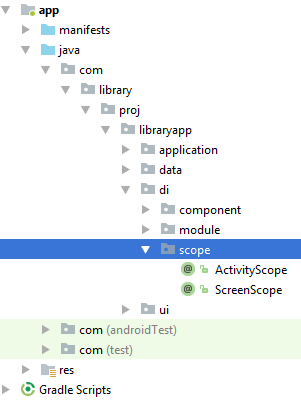 app
manifests
java
com
library
proj
libraryapp
application
data
di
component
module
scope
ActivityScope
ScreenScope
ui
com (androidTest)
com (test)
res
Gradle Scripts